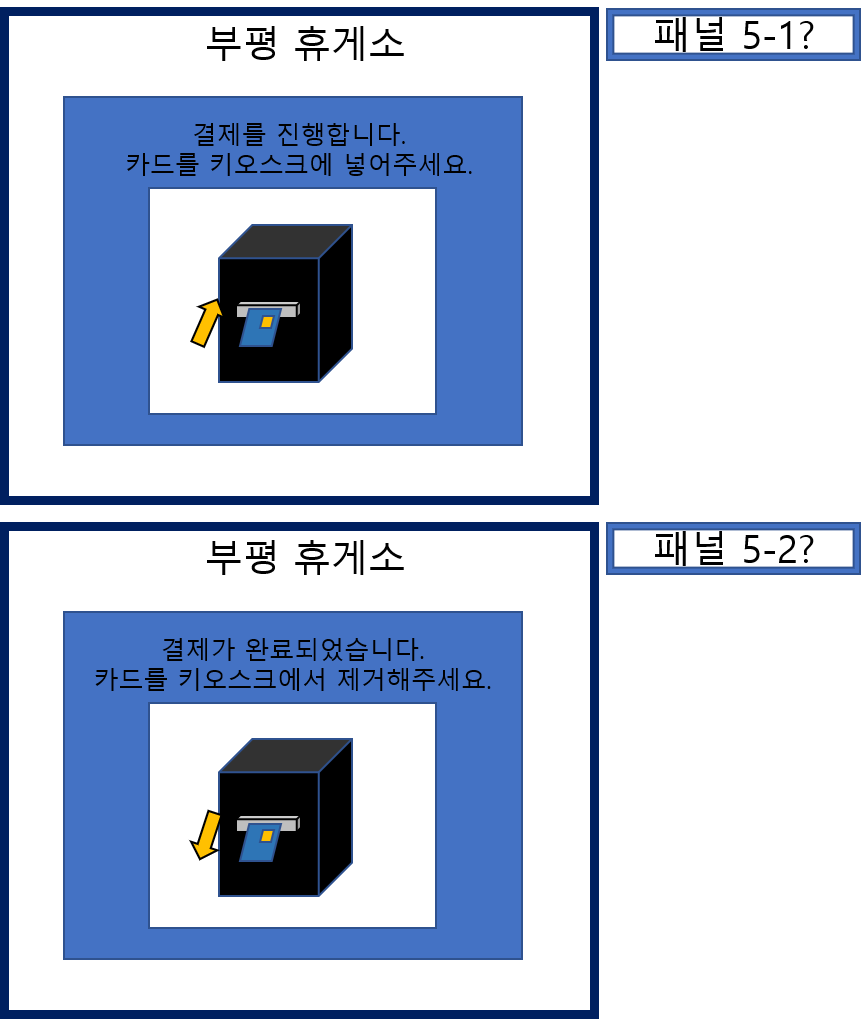 부평 휴게소
패널 5-1?
결제를 진행합니다.
카드를 키오스크에 넣어주세요.
부평 휴게소
패널 5-2?
결제가 완료되었습니다.
카드를 키오스크에서 제거해주세요.